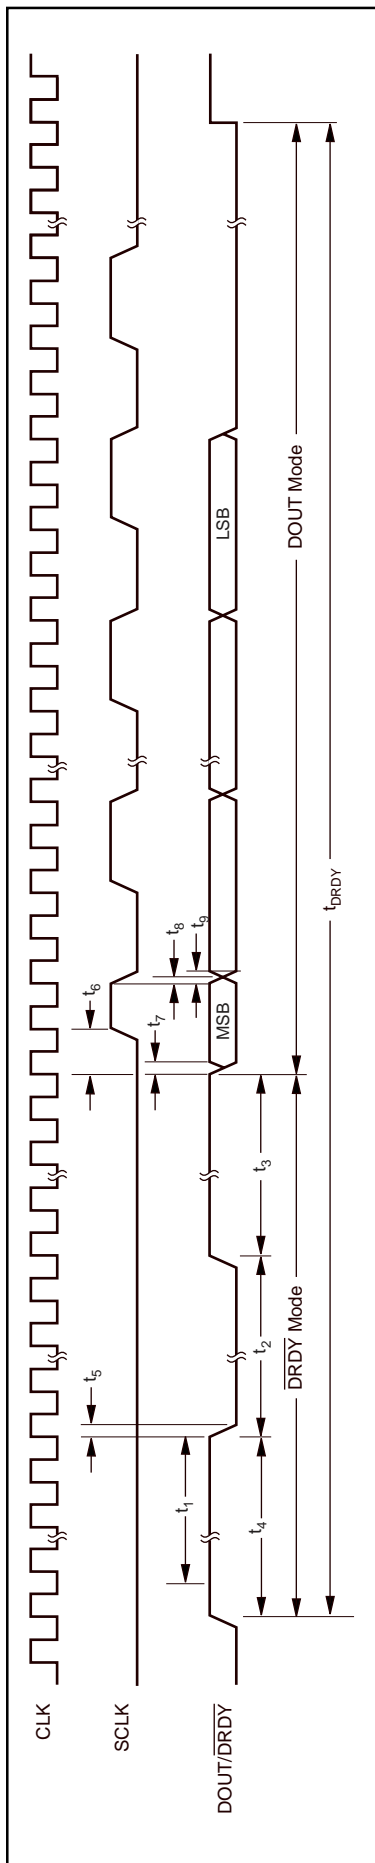 CLK
SCLK
DOUT/DRDY
t1
t2
t3
t4
t5
t6
t7
t8
t9
MSB
LSB
DRDY Mode
DOUT Mode
tDRDY